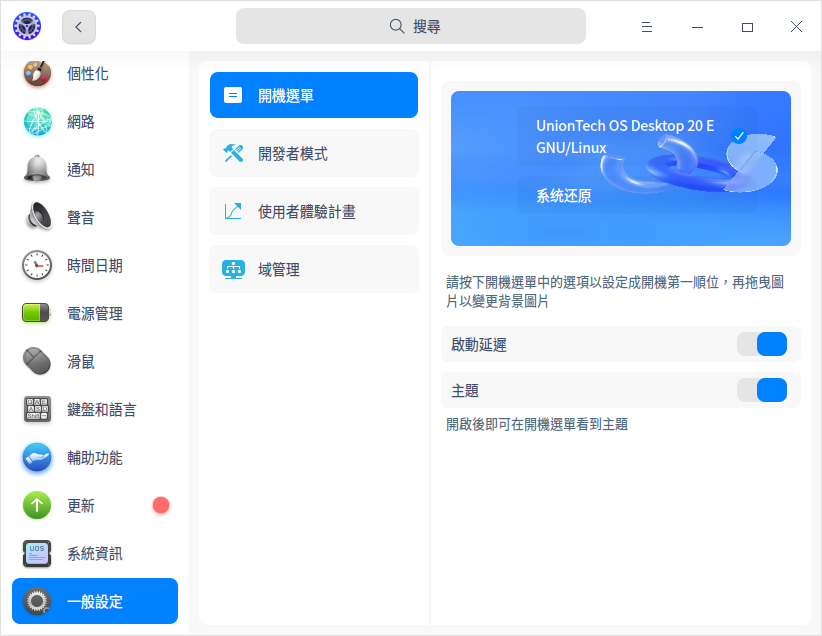 搜尋
個性化
網路
通知
聲音
時間日期
電源管理
滑鼠
鍵盤和語言
輔助功能
更新
UOS
系統資訊
一般設定
開機選單
開發者模式
使用者體驗計畫
域管理
UnionTech OS Desktop 20 E
GNU/Linux
系统还原
請按下開機選單中的選項以設定成開機第一順位，再拖曳圖
片以變更背景圖片
啟動延遲
主題
開啟後即可在開機選單看到主題